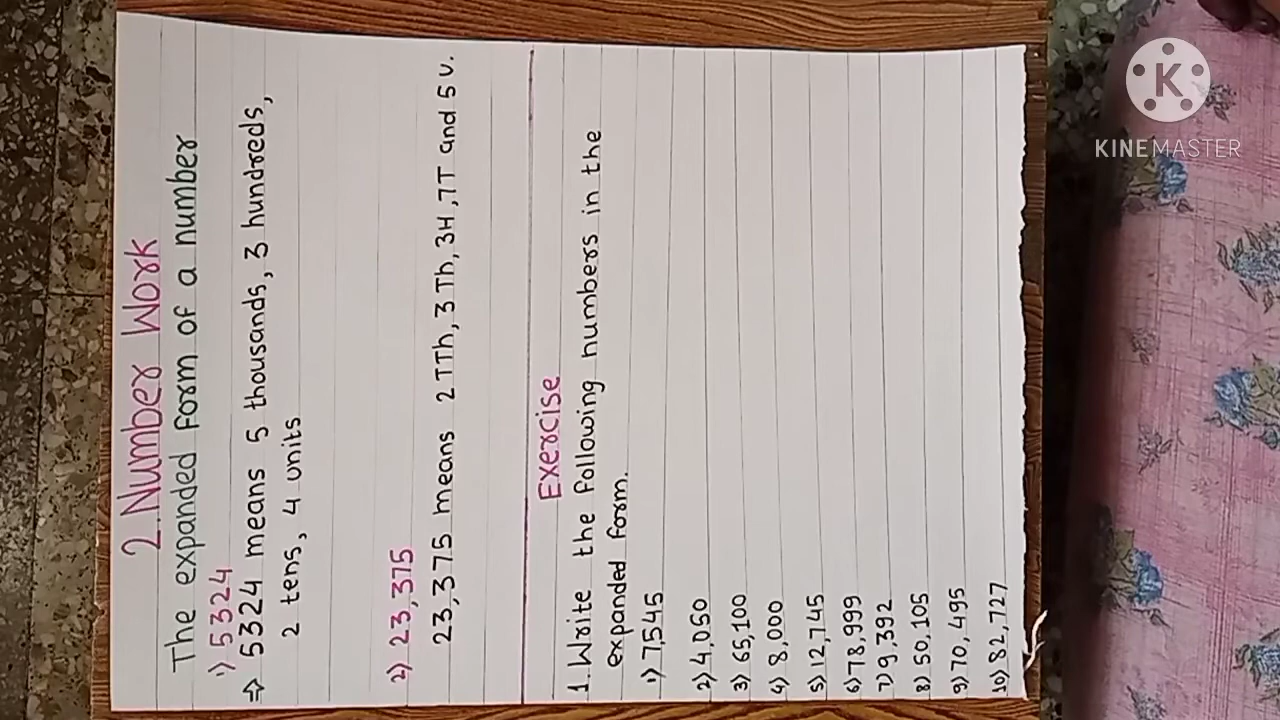 2. Number Work
The expanded form of a number
1) 5324
⇒ 5324 means 5 thousands, 3 hundreds,
2 tens, 4 units
2) 23,375
23,375 means 2 TTh, 3 Th, 3H, 7T and 5 U.
Exercise
1. Write the following numbers in the
expanded form.
1) 7,545
2) 4,050
3) 65,100
4) 8,000
5) 12,745
6) 78,999
7) 9,392
8) 50,105
9) 70,495
10) 82,727
K
KINEMASTER